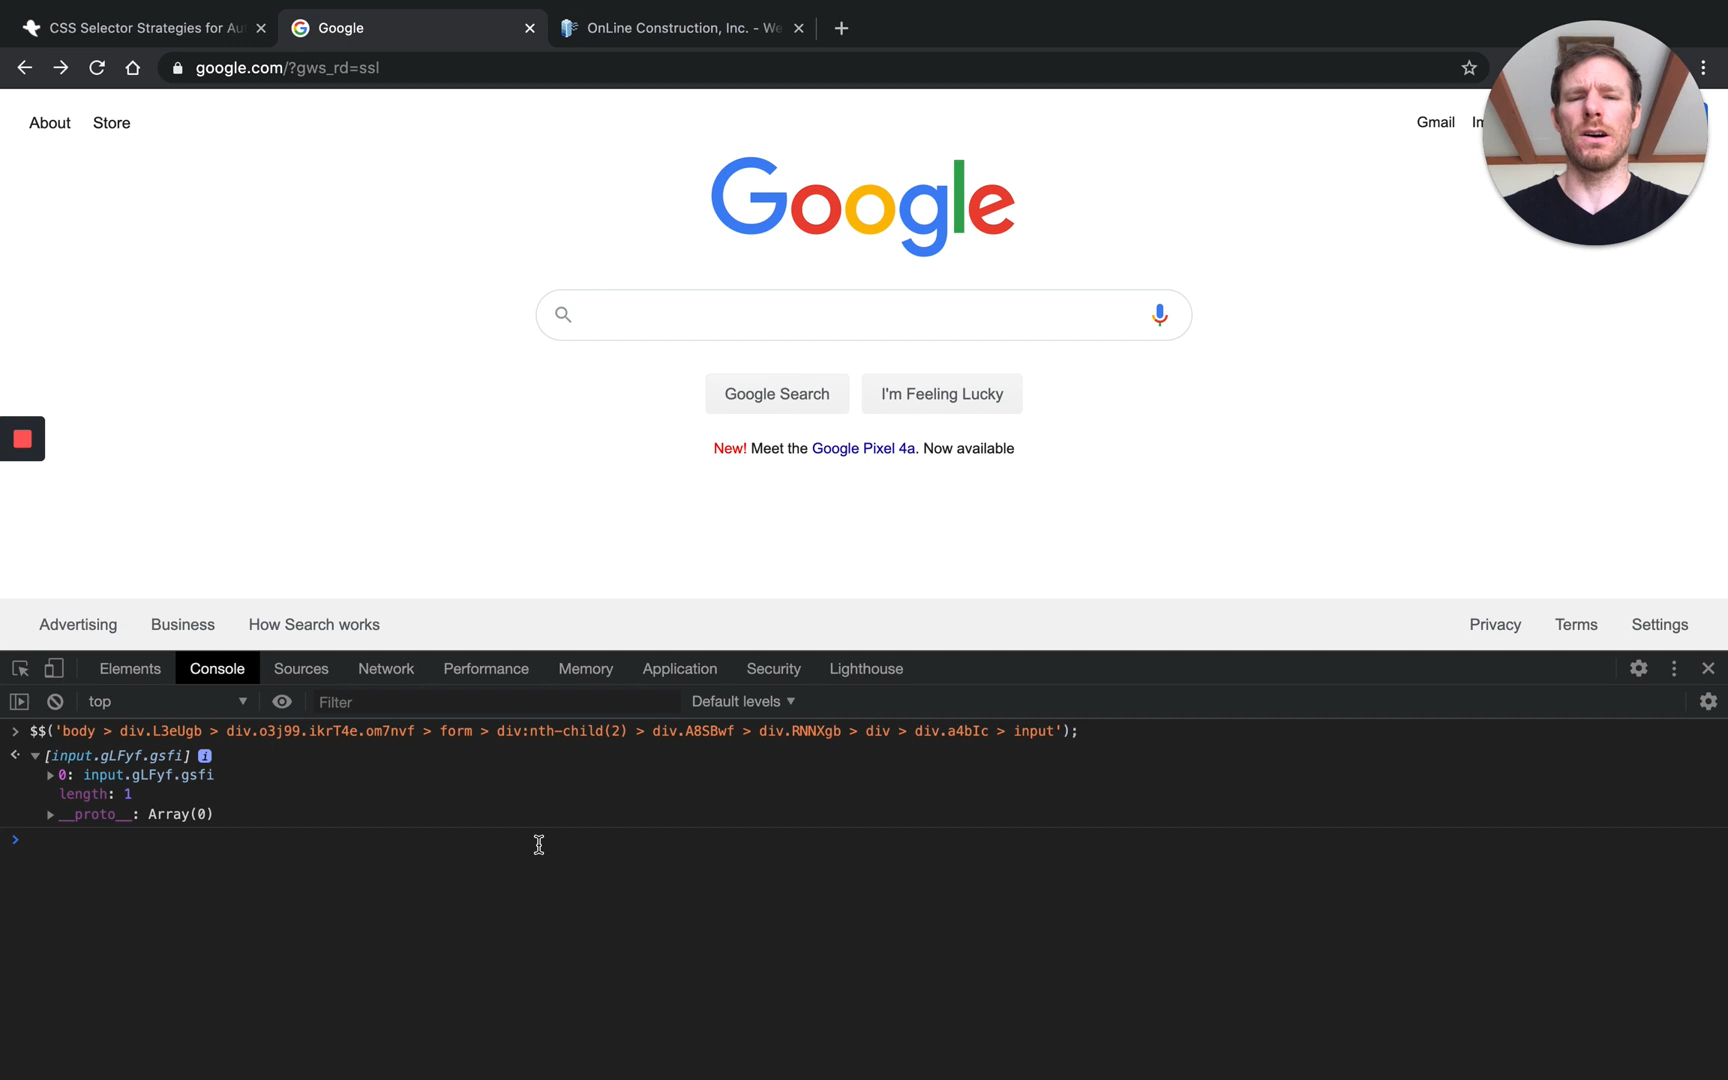 CSS Selector Strategies for Au
Google
OnLine Construction, Inc. - We
google.com/?gws_rd=ssl
About Store
Gmail
Google
Google Search I'm Feeling Lucky
New! Meet the Google Pixel 4a. Now available
Advertising Business How Search works
Privacy Terms Settings
Elements Console Sources Network Performance Memory Application Security Lighthouse
top Filter Default levels ▼
$$('body > div.L3eUgb > div.o3j99.ikrT4e.om7nvf > form > div:nth-child(2) > div.A8SBwf > div.RNNXgb > div > div.a4bIc > input');
[input.gLFyf.gsfi] i
0: input.gLFyf.gsfi
length: 1
__proto__: Array(0)